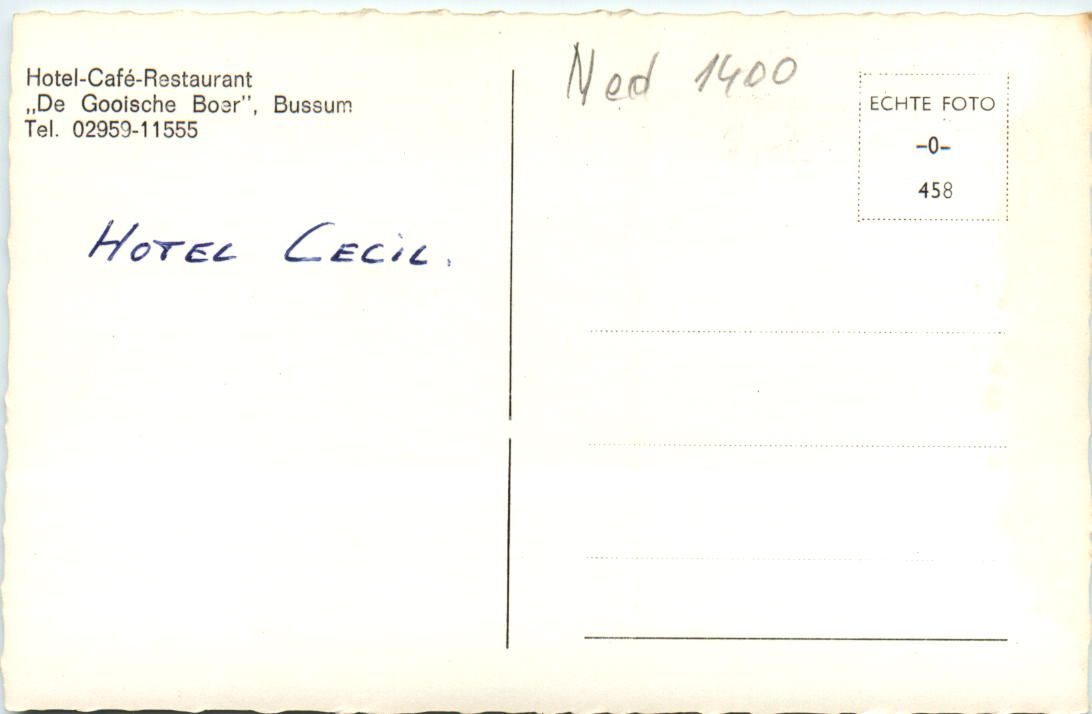 Hotel-Café-Restaurant
„De Gooische Boer”, Bussum
Tel. 02959-11555
HOTEL CECIL.
Ned 1400
ECHTE FOTO
–0–
458